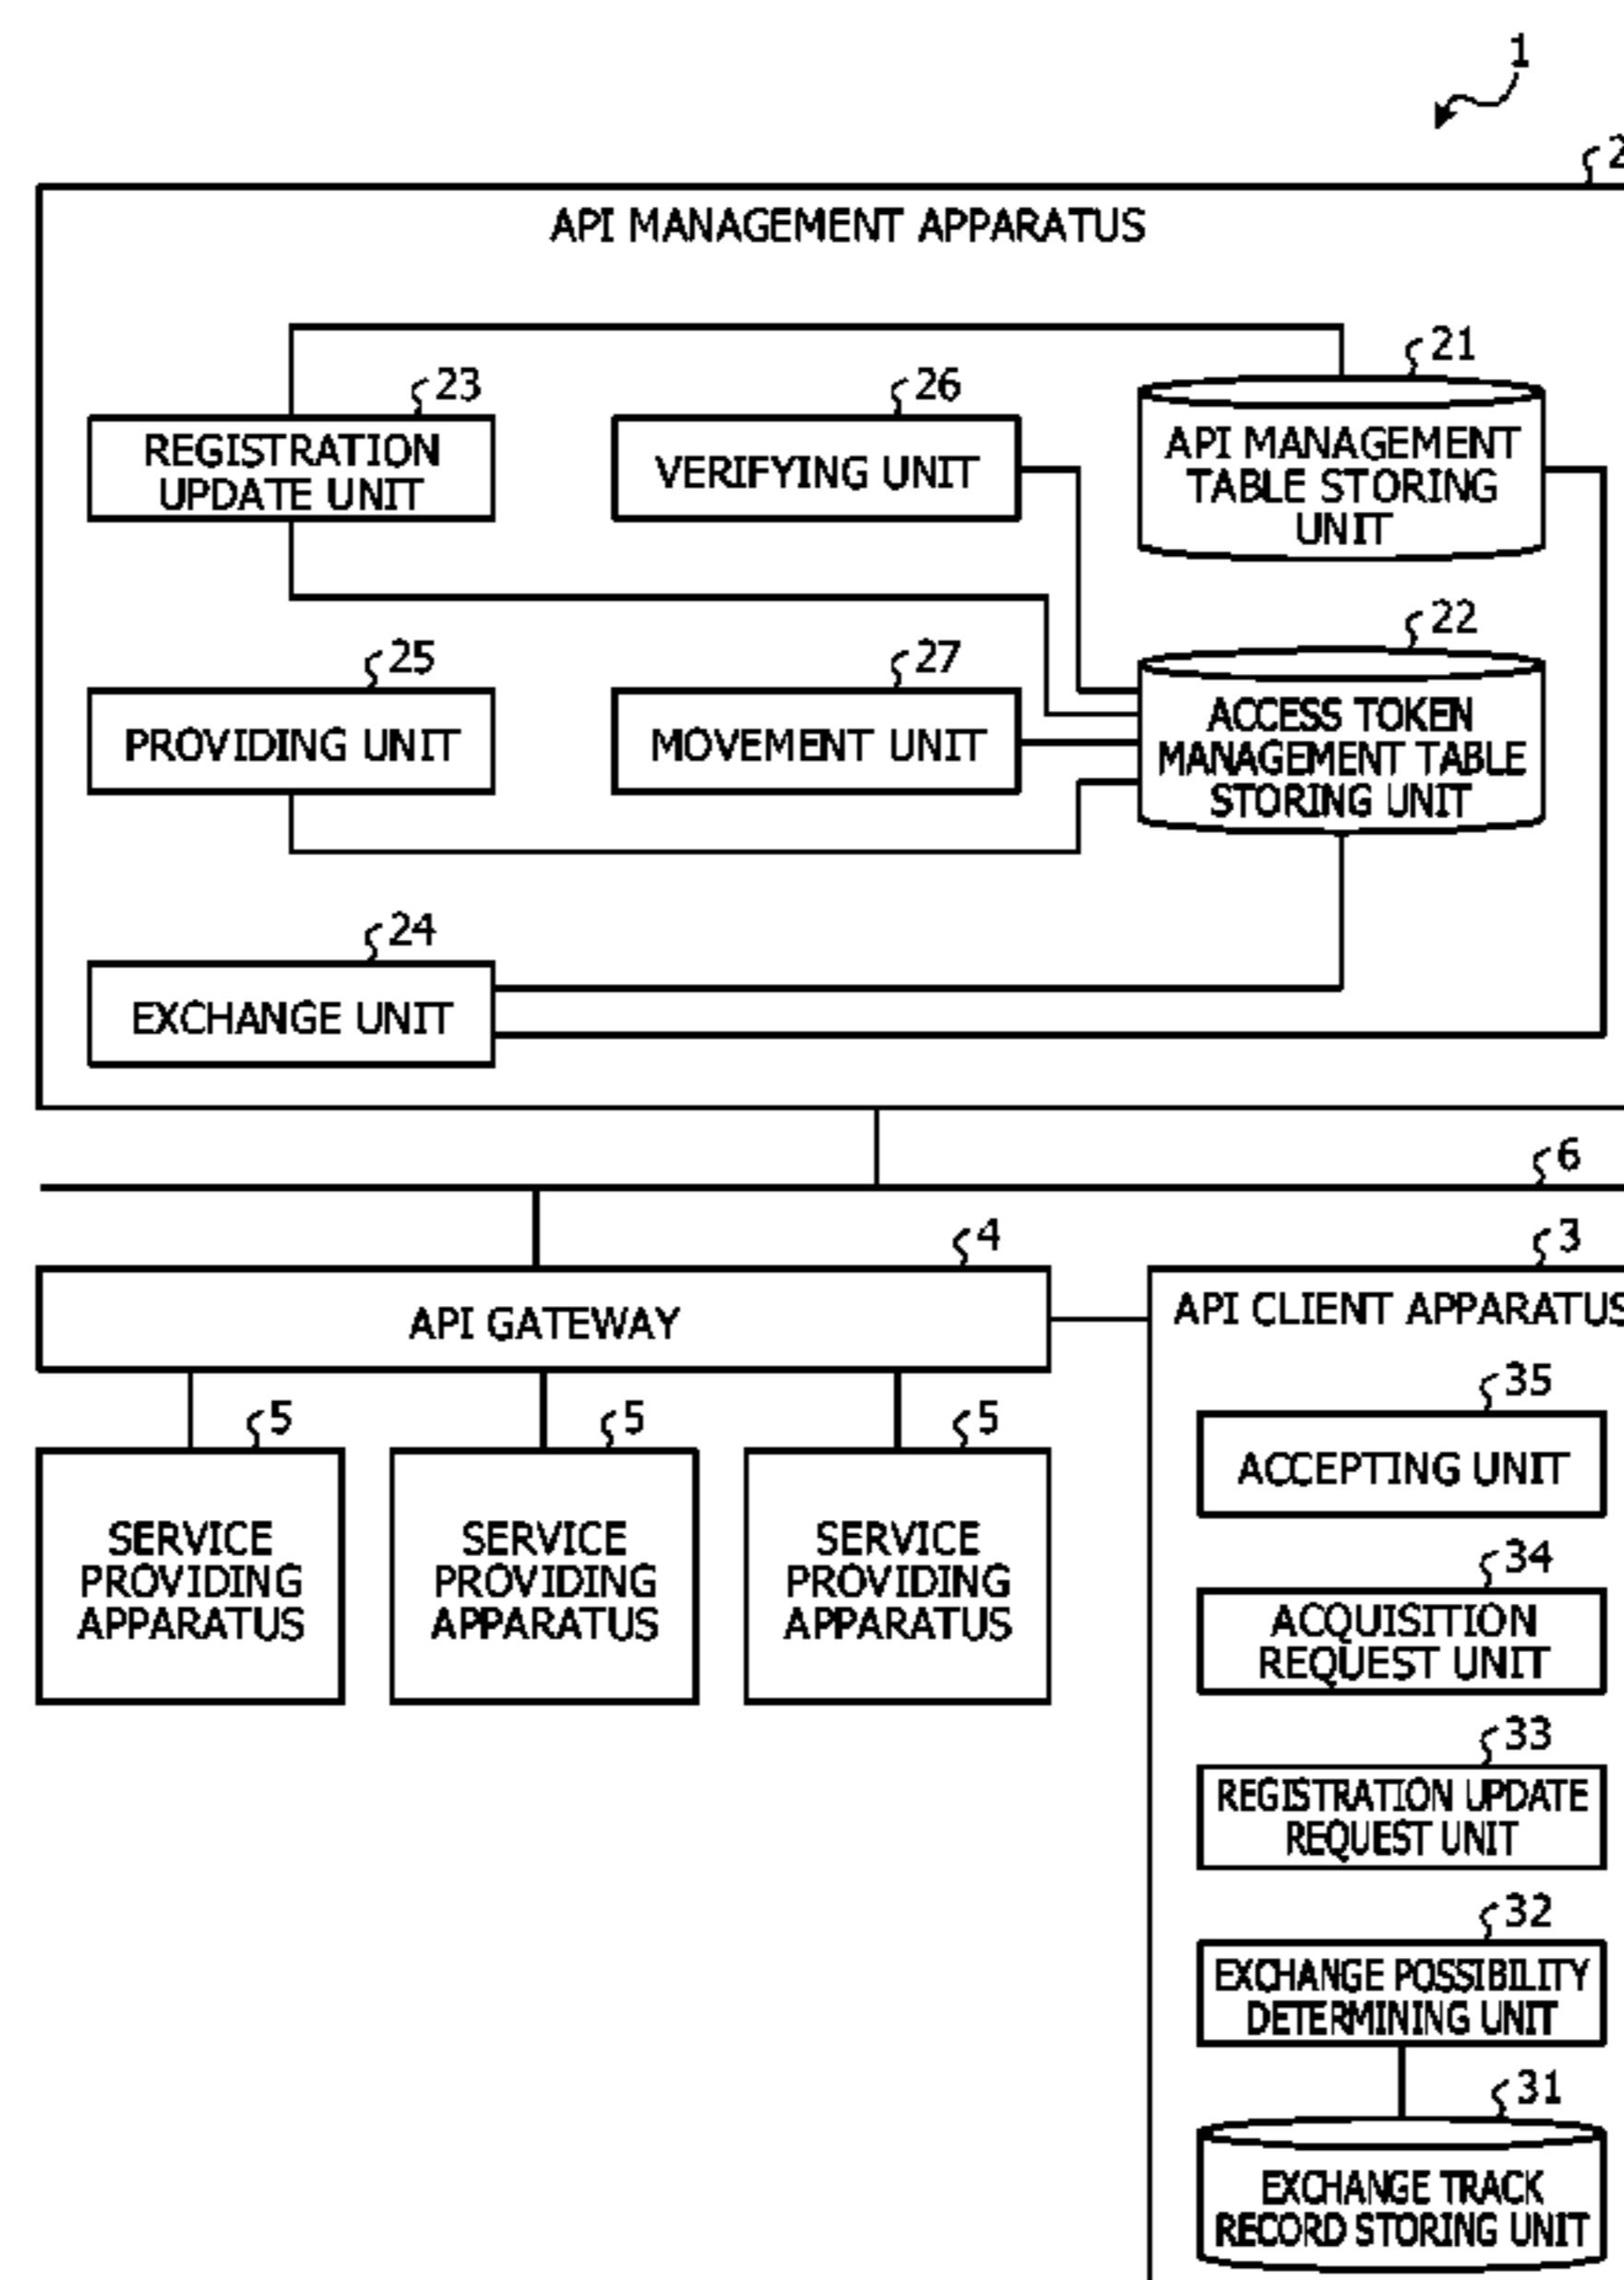 1
2
API MANAGEMENT APPARATUS
21
23
26
REGISTRATION
UPDATE UNIT
VERIFYING UNIT
API MANAGEMENT
TABLE STORING
UNIT
22
25
27
PROVIDING UNIT
MOVEMENT UNIT
ACCESS TOKEN
MANAGEMENT TABLE
STORING UNIT
24
EXCHANGE UNIT
6
4
3
API GATEWAY
API CLIENT APPARATUS
35
ACCEPTING UNIT
5
5
5
SERVICE
PROVIDING
APPARATUS
SERVICE
PROVIDING
APPARATUS
SERVICE
PROVIDING
APPARATUS
34
ACQUISITION
REQUEST UNIT
33
REGISTRATION UPDATE
REQUEST UNIT
32
EXCHANGE POSSIBILITY
DETERMINING UNIT
31
EXCHANGE TRACK
RECORD STORING UNIT